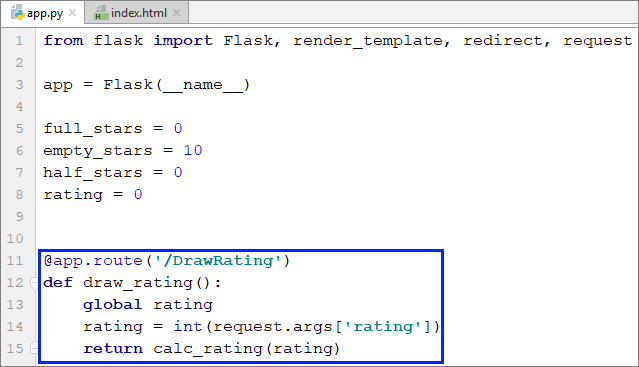 app.py × index.html ×
1 from flask import Flask, render_template, redirect, request
2
3 app = Flask(__name__)
4
5 full_stars = 0
6 empty_stars = 10
7 half_stars = 0
8 rating = 0
9
10
11 @app.route('/DrawRating')
12 def draw_rating():
13     global rating
14     rating = int(request.args['rating'])
15     return calc_rating(rating)